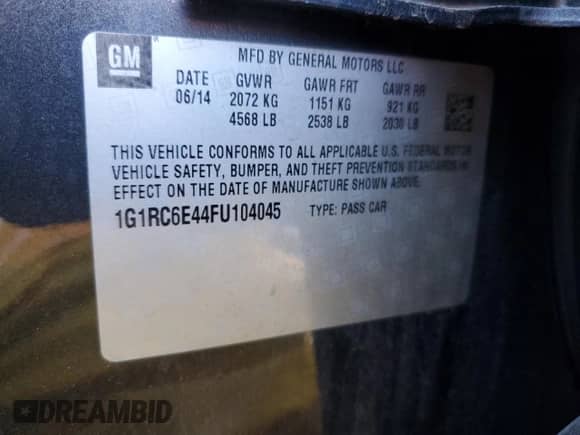 GM
MFD BY GENERAL MOTORS LLC
DATE GVWR GAWR FRT GAWR RR
06/14 2072 KG 1151 KG 921 KG
4568 LB 2538 LB 2030 LB
THIS VEHICLE CONFORMS TO ALL APPLICABLE U.S. FEDERAL MOTOR
VEHICLE SAFETY, BUMPER, AND THEFT PREVENTION STANDARDS IN
EFFECT ON THE DATE OF MANUFACTURE SHOWN ABOVE.
1G1RC6E44FU104045 TYPE: PASS CAR
DREAMBID